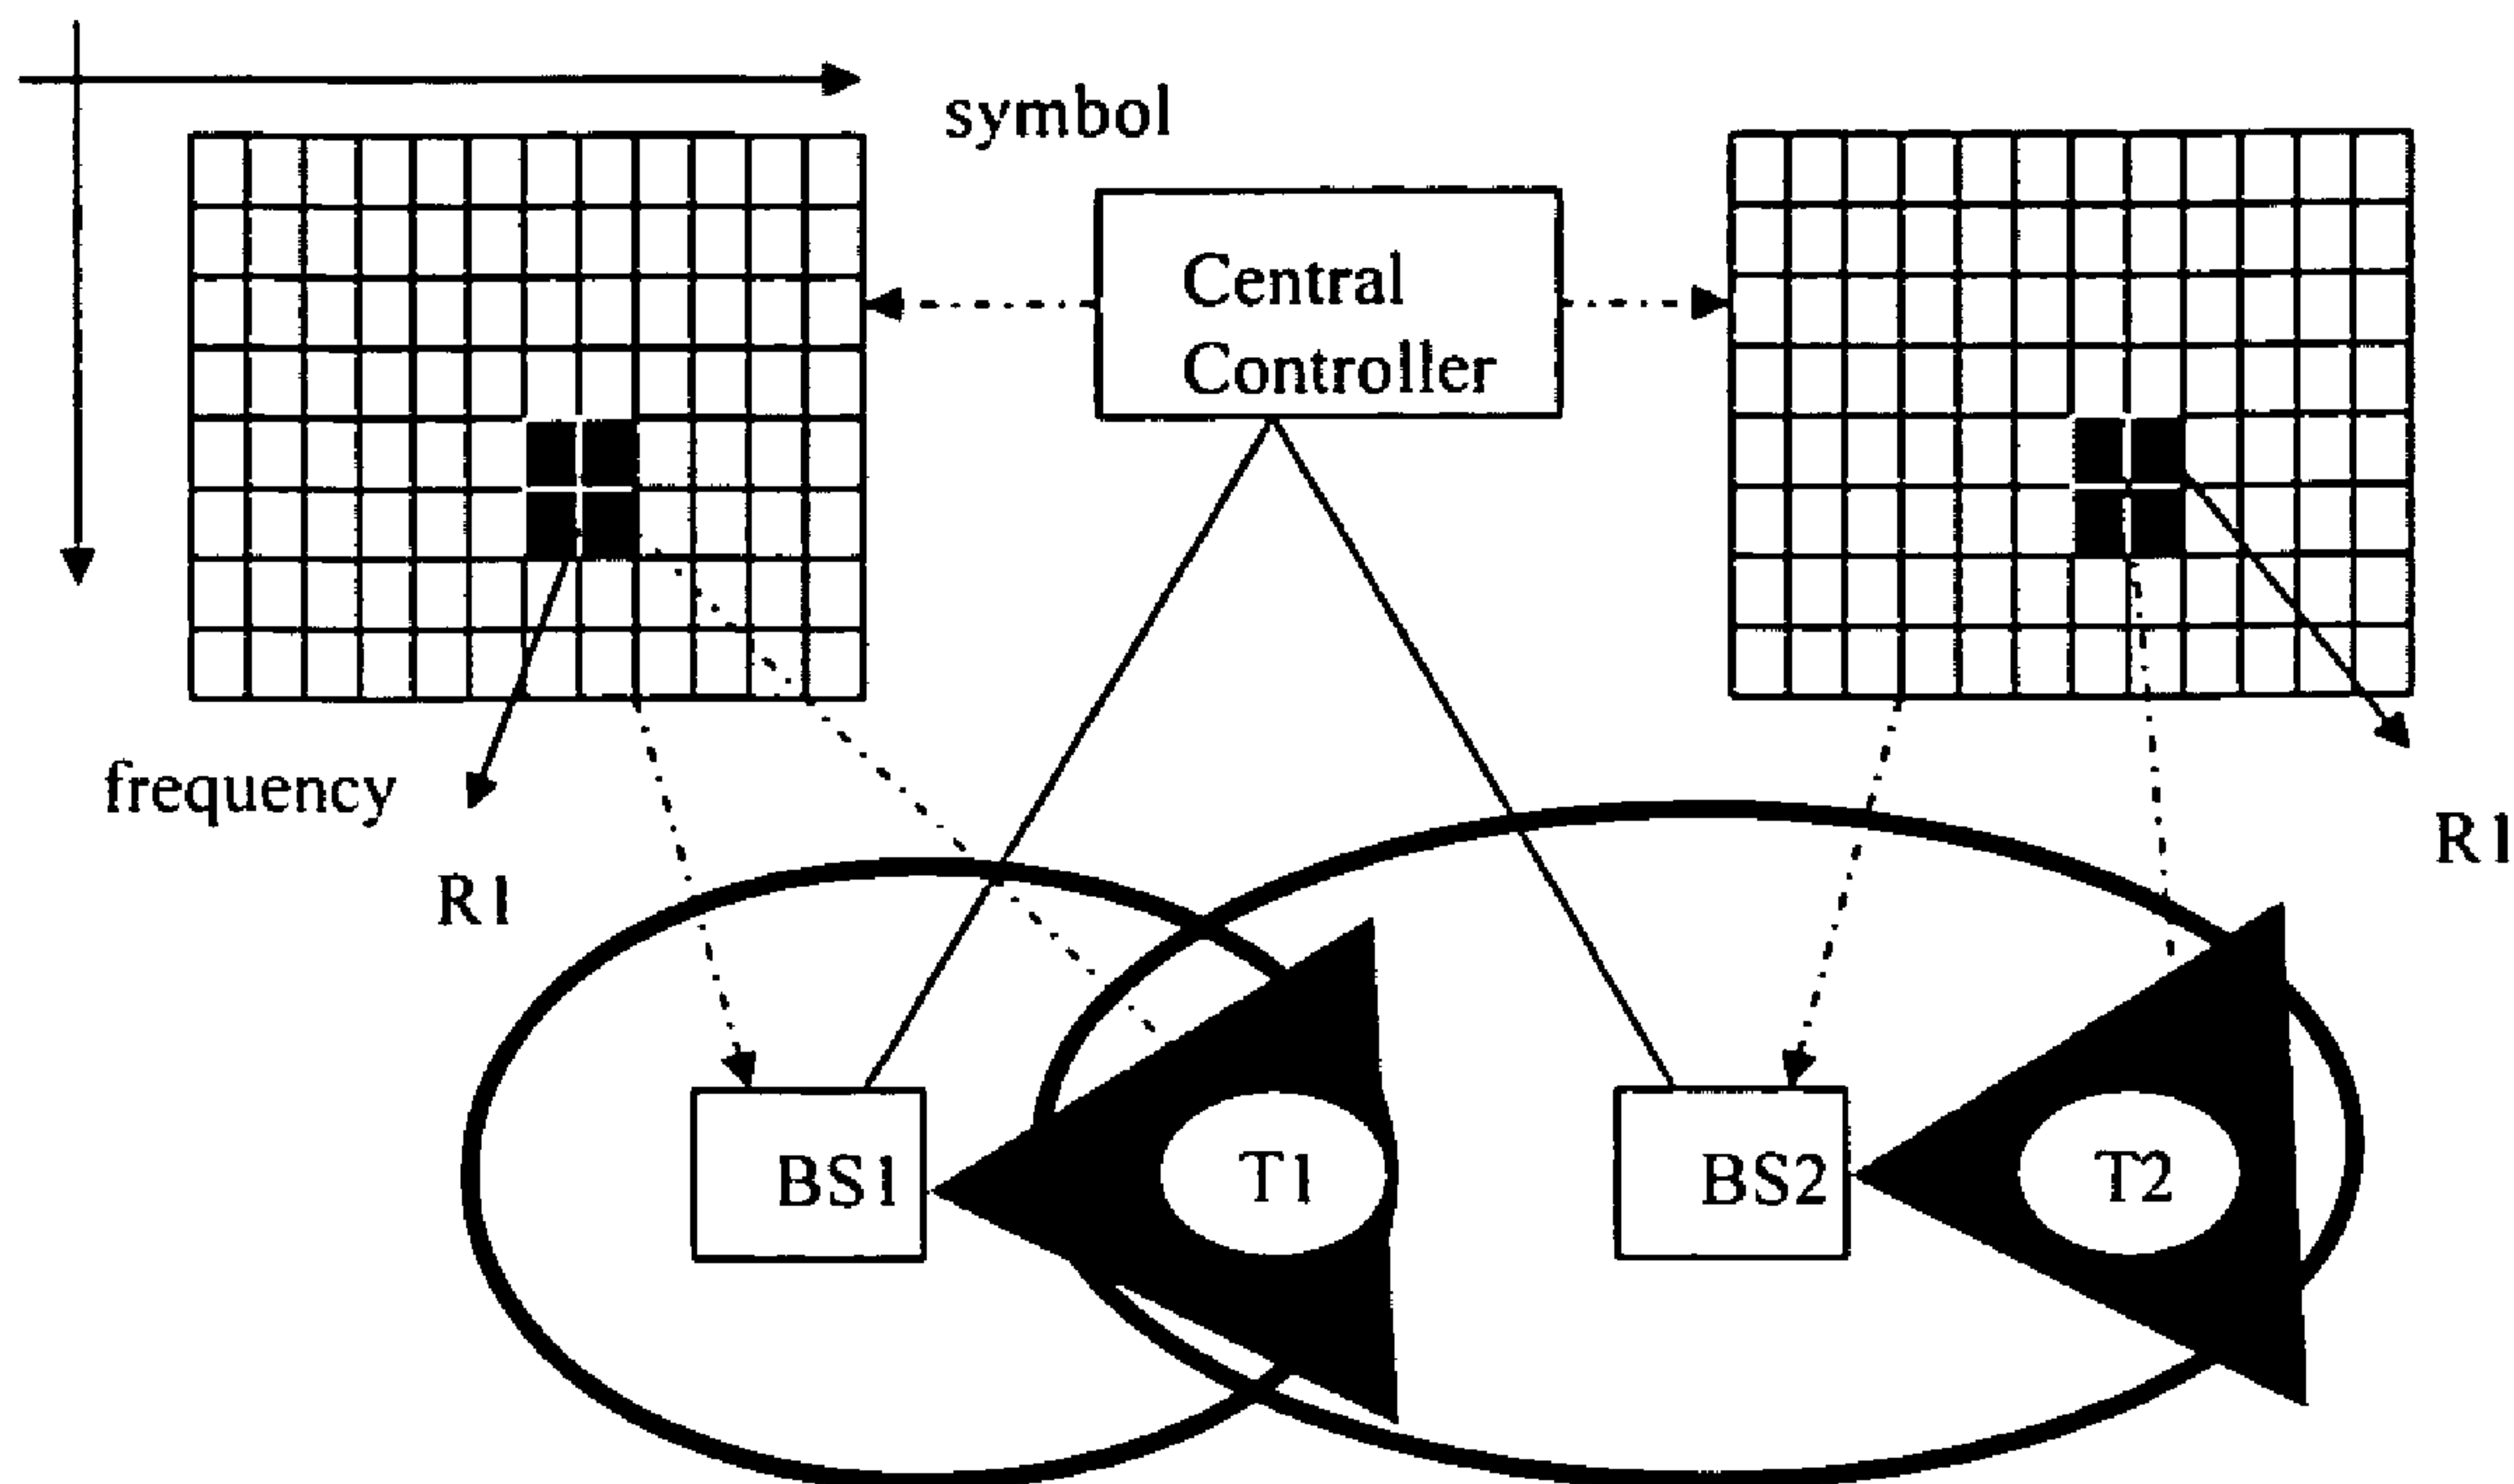 symbol
Central
Controller
frequency
R1
R1
BS1
T1
BS2
T2